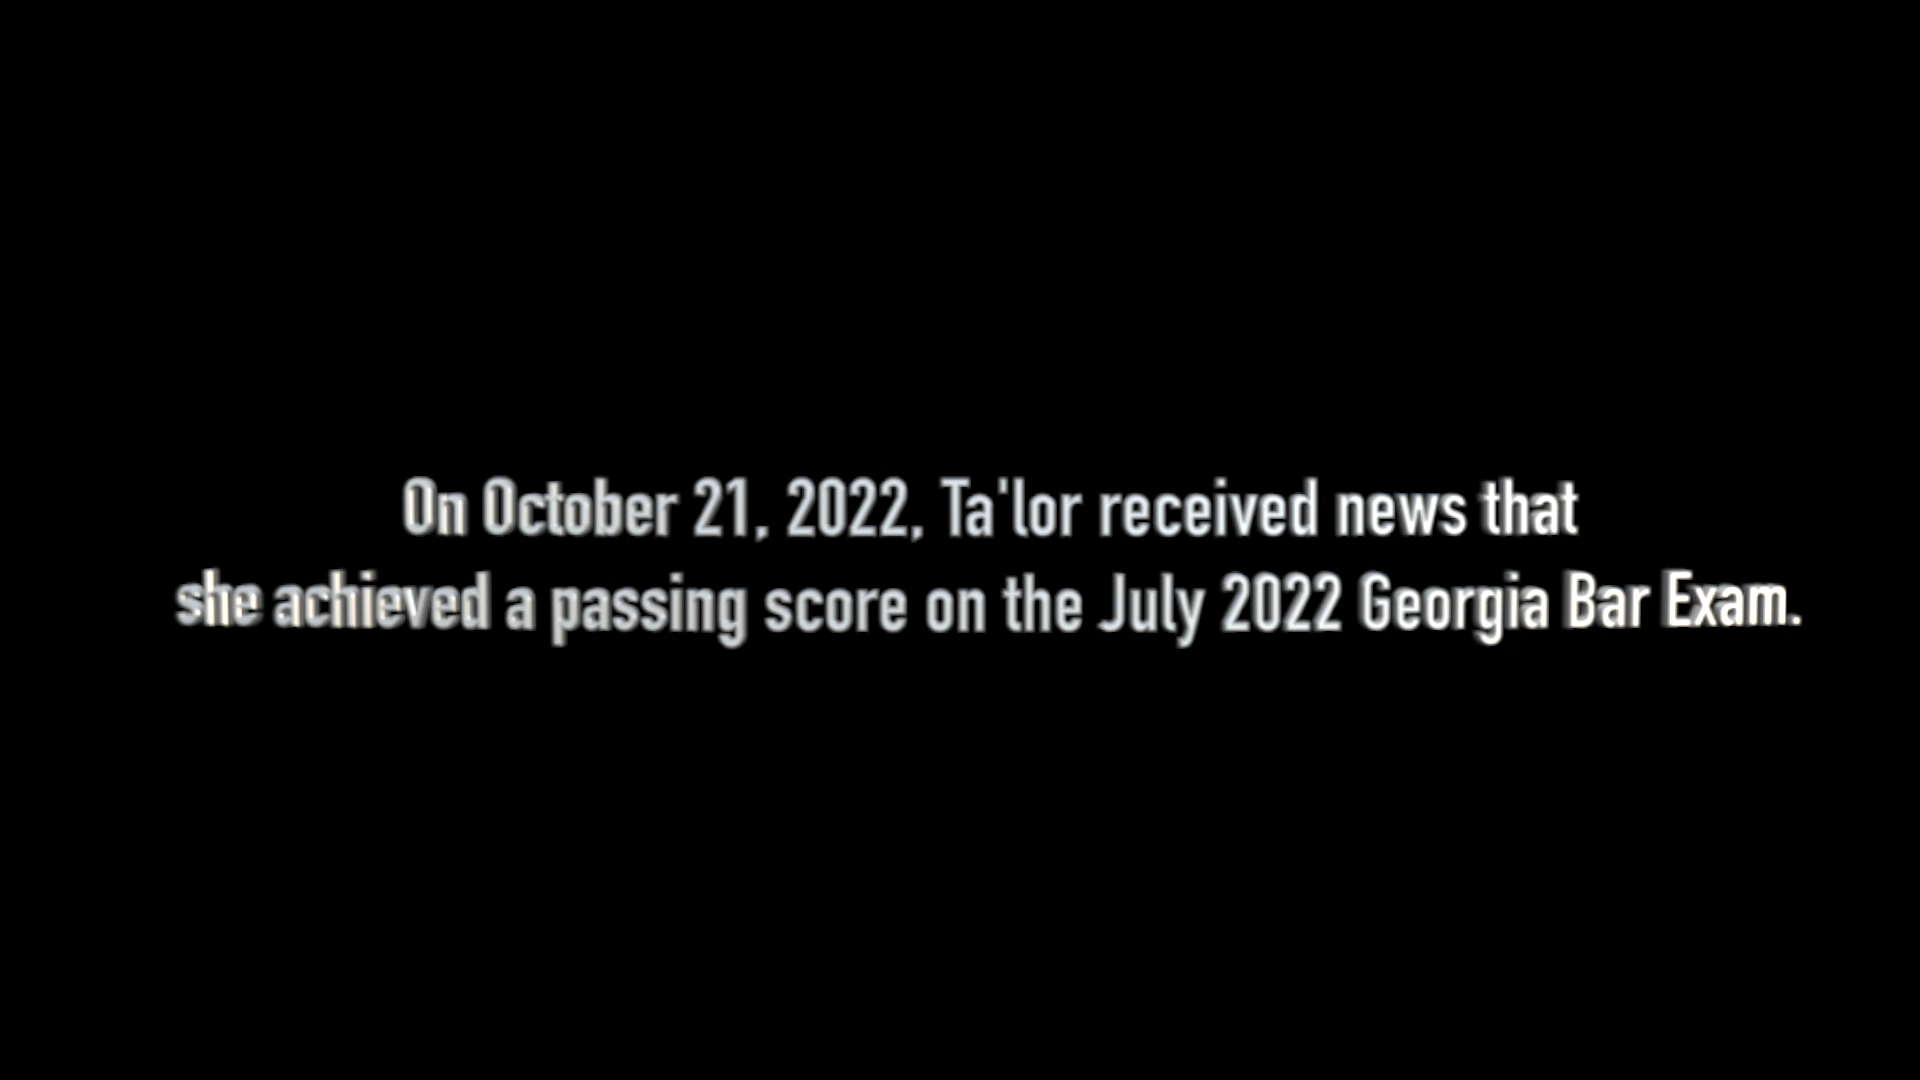 On October 21, 2022, Ta'lor received news that
she achieved a passing score on the July 2022 Georgia Bar Exam.